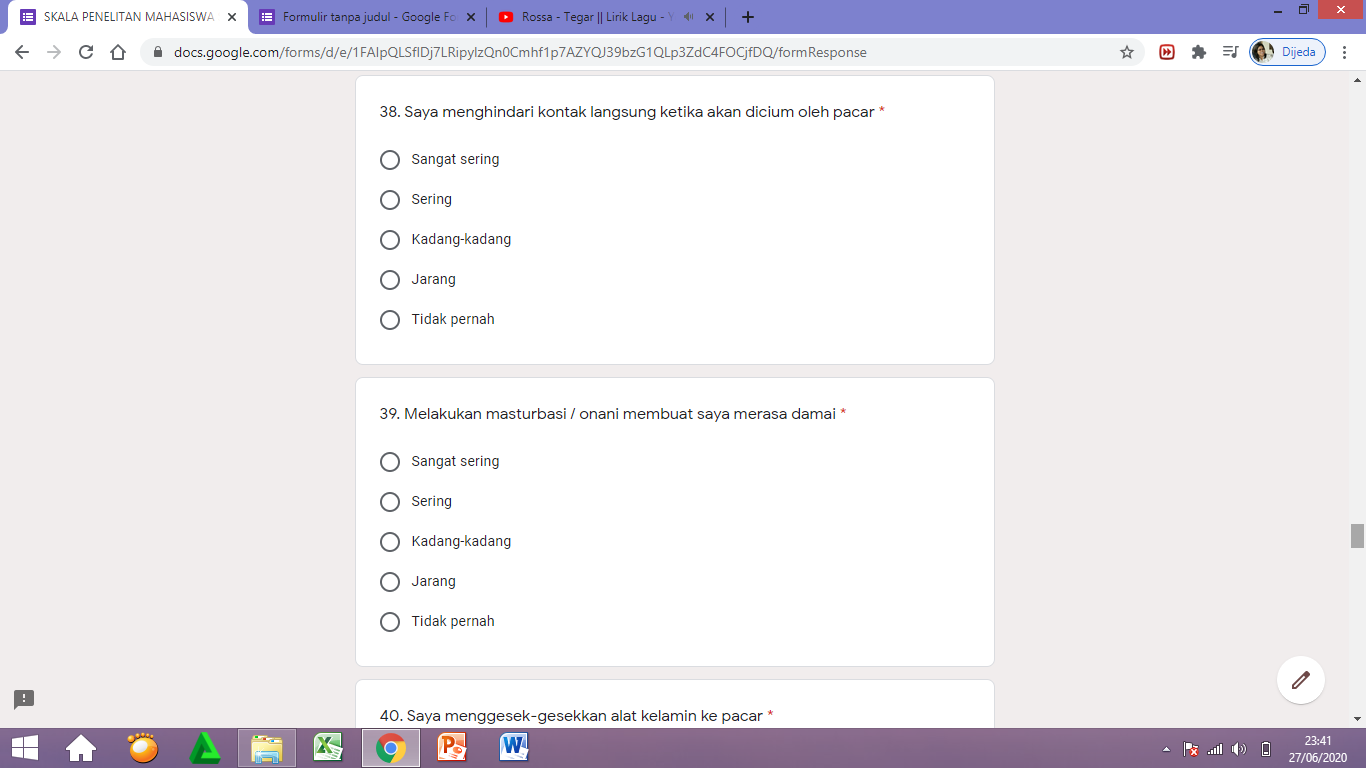 SKALA PENELITAN MAHASISWA
Formulir tanpa judul - Google Fo
Rossa - Tegar || Lirik Lagu - Y
docs.google.com/forms/d/e/1FAIpQLSfIDj7LRipyIzQn0Cmhf1p7AZYQJ39bzG1QLp3ZdC4FOCjfDQ/formResponse
Dijeda
38. Saya menghindari kontak langsung ketika akan dicium oleh pacar *
Sangat sering
Sering
Kadang-kadang
Jarang
Tidak pernah
39. Melakukan masturbasi / onani membuat saya merasa damai *
Sangat sering
Sering
Kadang-kadang
Jarang
Tidak pernah
40. Saya menggesek-gesekkan alat kelamin ke pacar *
23:41
27/06/2020